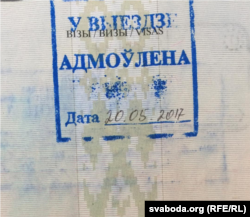 У ВЫЕЗДЗЕ
ВІЗЫ / ВИЗЫ / VISAS
АДМОЎЛЕНА
Дата 20.05.2017
svaboda.org (RFE/RL)